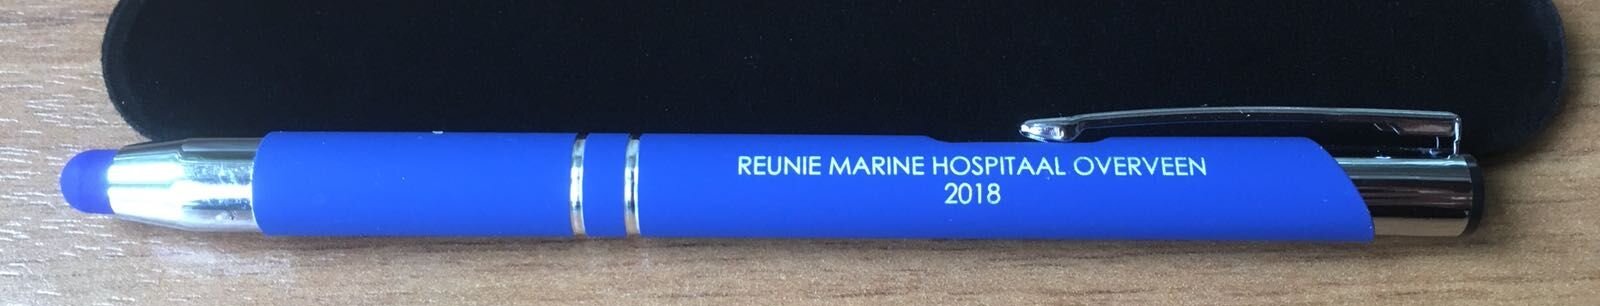 REUNIE MARINE HOSPITAAL OVERVEEN
2018